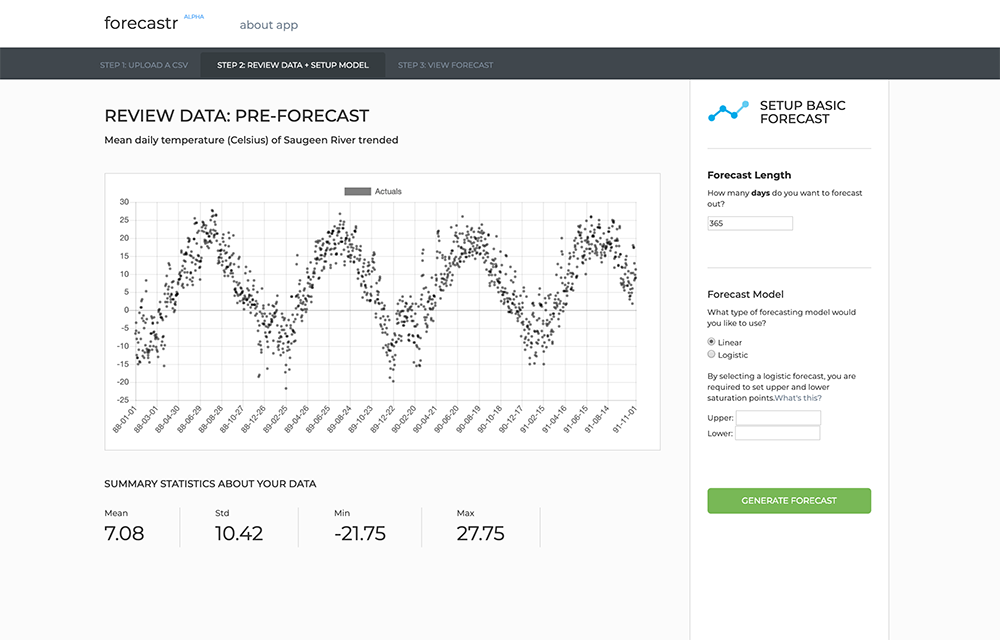 forecastr ALPHA about app
STEP 1: UPLOAD A CSV STEP 2: REVIEW DATA + SETUP MODEL STEP 3: VIEW FORECAST
REVIEW DATA: PRE-FORECAST
Mean daily temperature (Celsius) of Saugeen River trended
Actuals
30
25
20
15
10
5
0
-5
-10
-15
-20
-25
88-01-01 88-03-01 88-04-30 88-06-29 88-08-28 88-10-27 88-12-26 89-02-25 89-04-26 89-06-25 89-08-24 89-10-23 89-12-22 90-02-20 90-04-21 90-06-20 90-08-19 90-10-18 90-12-17 91-02-15 91-04-16 91-06-15 91-08-14 91-11-01
SUMMARY STATISTICS ABOUT YOUR DATA
Mean Std Min Max
7.08 10.42 -21.75 27.75
SETUP BASIC
FORECAST
Forecast Length
How many days do you want to forecast
out?
365
Forecast Model
What type of forecasting model would
you like to use?
Linear
Logistic
By selecting a logistic forecast, you are
required to set upper and lower
saturation points.What's this?
Upper:
Lower:
GENERATE FORECAST